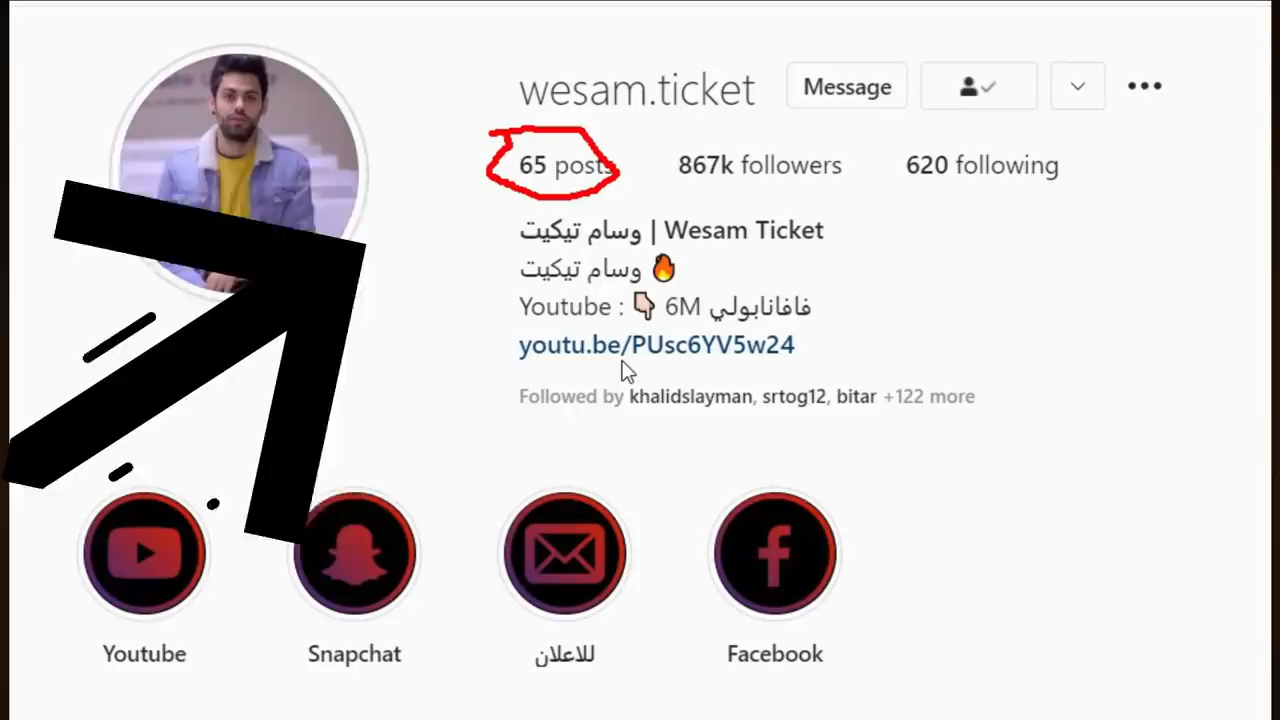 wesam.ticket Message
65 posts 867k followers 620 following
وسام تيكيت | Wesam Ticket
وسام تيكيت 🔥
Youtube : 👇🏻 6M فافانابولي
youtu.be/PUsc6YV5w24
Followed by khalidslayman, srtog12, bitar +122 more
Youtube Snapchat للاعلان Facebook